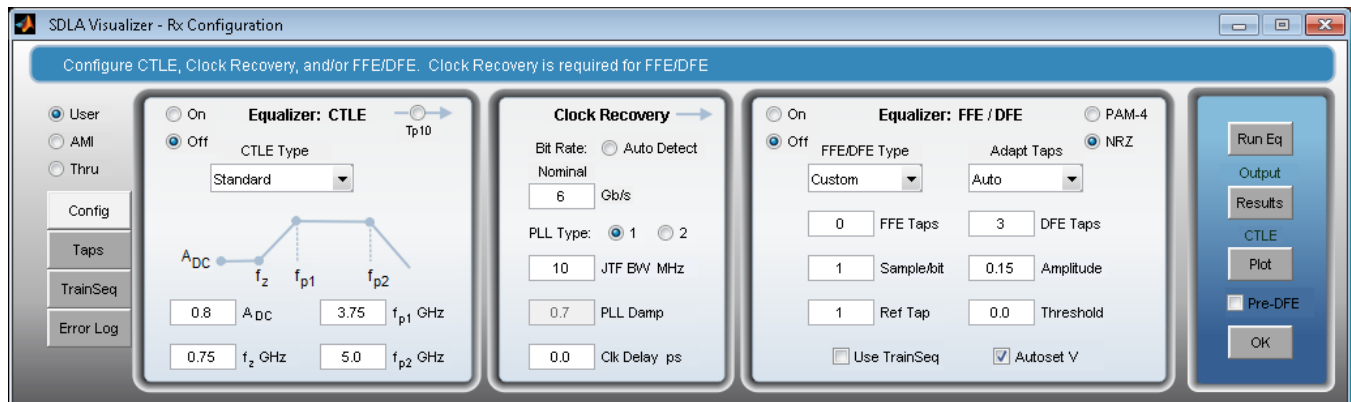 SDLA Visualizer - Rx Configuration
Configure CTLE, Clock Recovery, and/or FFE/DFE. Clock Recovery is required for FFE/DFE
User
AMI
Thru
Config
Taps
TrainSeq
Error Log
On
Equalizer: CTLE
Tp10
Off
CTLE Type
Standard
ADC
fz
fp1
fp2
0.8 ADC 3.75 fp1 GHz
0.75 fz GHz 5.0 fp2 GHz
Clock Recovery
Bit Rate: Auto Detect
Nominal
6 Gb/s
PLL Type: 1 2
10 JTF BW MHz
0.7 PLL Damp
0.0 Clk Delay ps
On Equalizer: FFE / DFE PAM-4
Off NRZ
FFE/DFE Type Adapt Taps
Custom Auto
0 FFE Taps 3 DFE Taps
1 Sample/bit 0.15 Amplitude
1 Ref Tap 0.0 Threshold
Use TrainSeq Autoset V
Run Eq
Output
Results
CTLE
Plot
Pre-DFE
OK